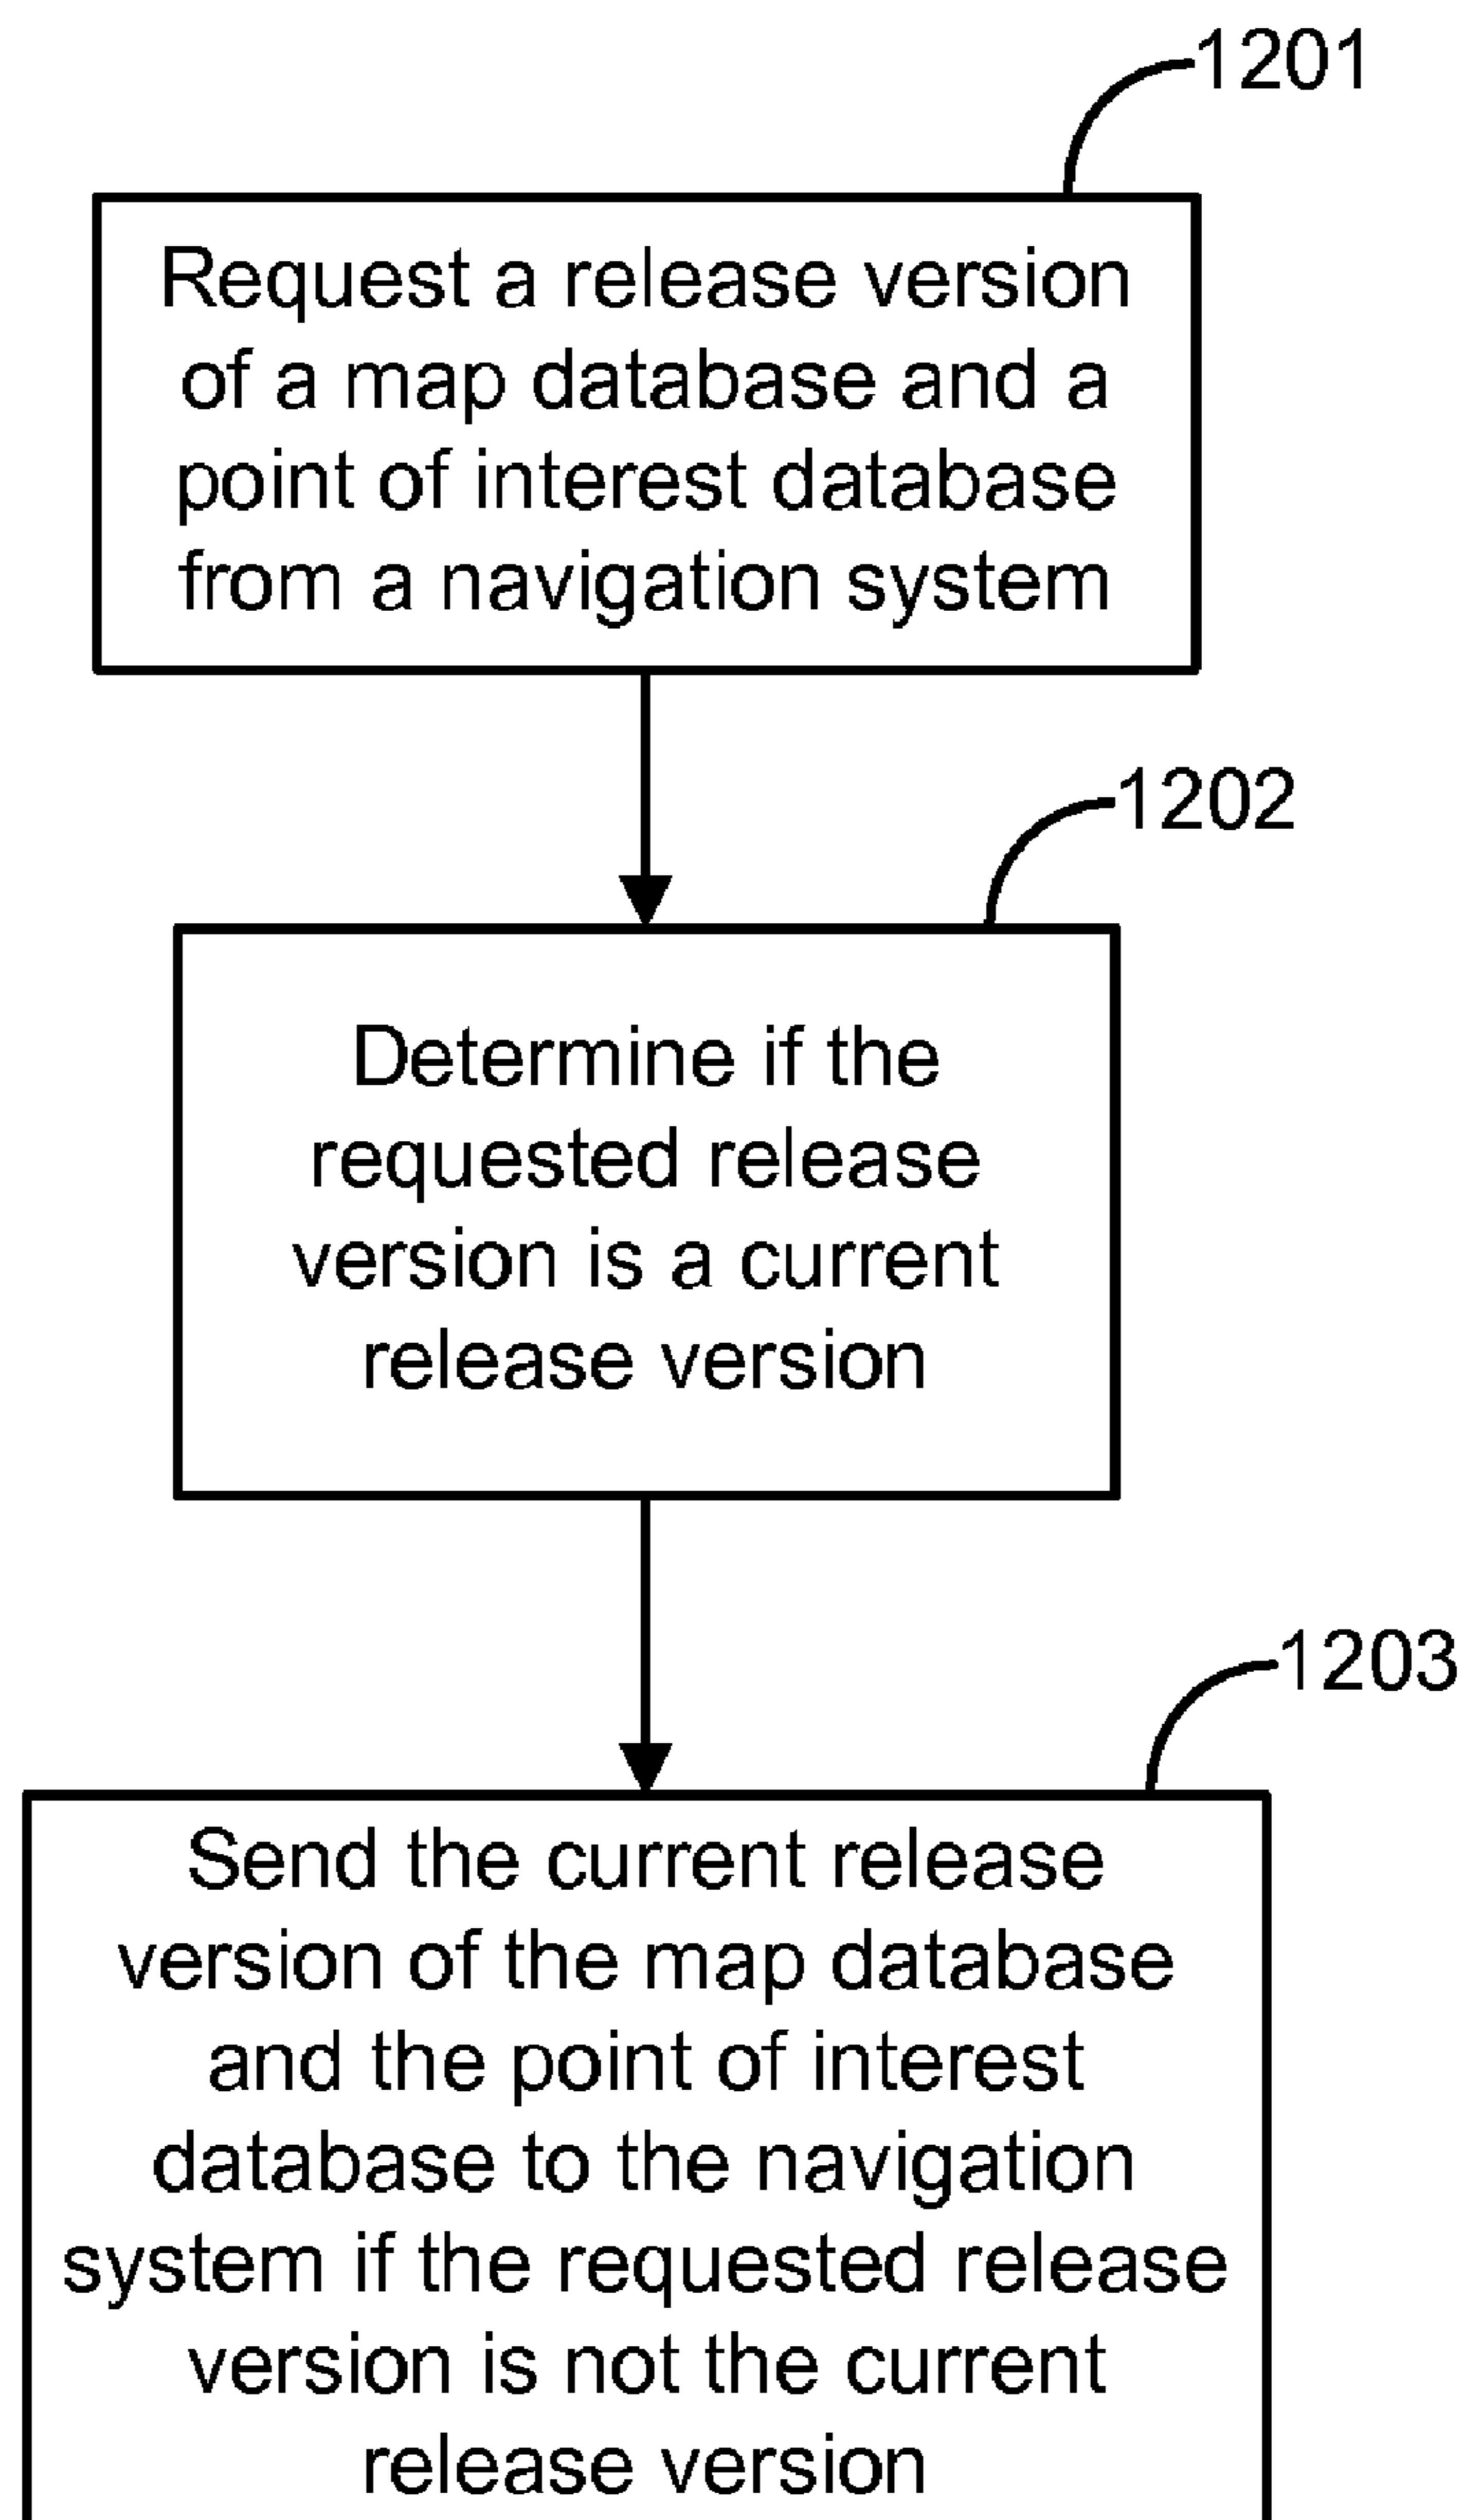 1201
Request a release version
of a map database and a
point of interest database
from a navigation system
1202
Determine if the
requested release
version is a current
release version
1203
Send the current release
version of the map database
and the point of interest
database to the navigation
system if the requested release
version is not the current
release version